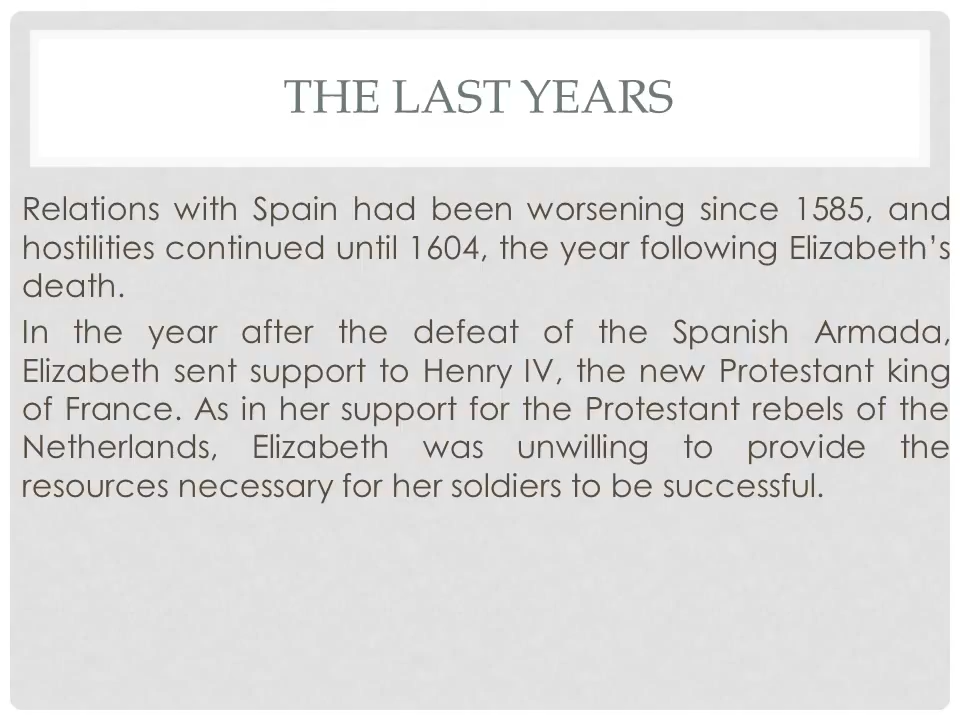 THE LAST YEARS
Relations with Spain had been worsening since 1585, and
hostilities continued until 1604, the year following Elizabeth’s
death.
In the year after the defeat of the Spanish Armada,
Elizabeth sent support to Henry IV, the new Protestant king
of France. As in her support for the Protestant rebels of the
Netherlands, Elizabeth was unwilling to provide the
resources necessary for her soldiers to be successful.